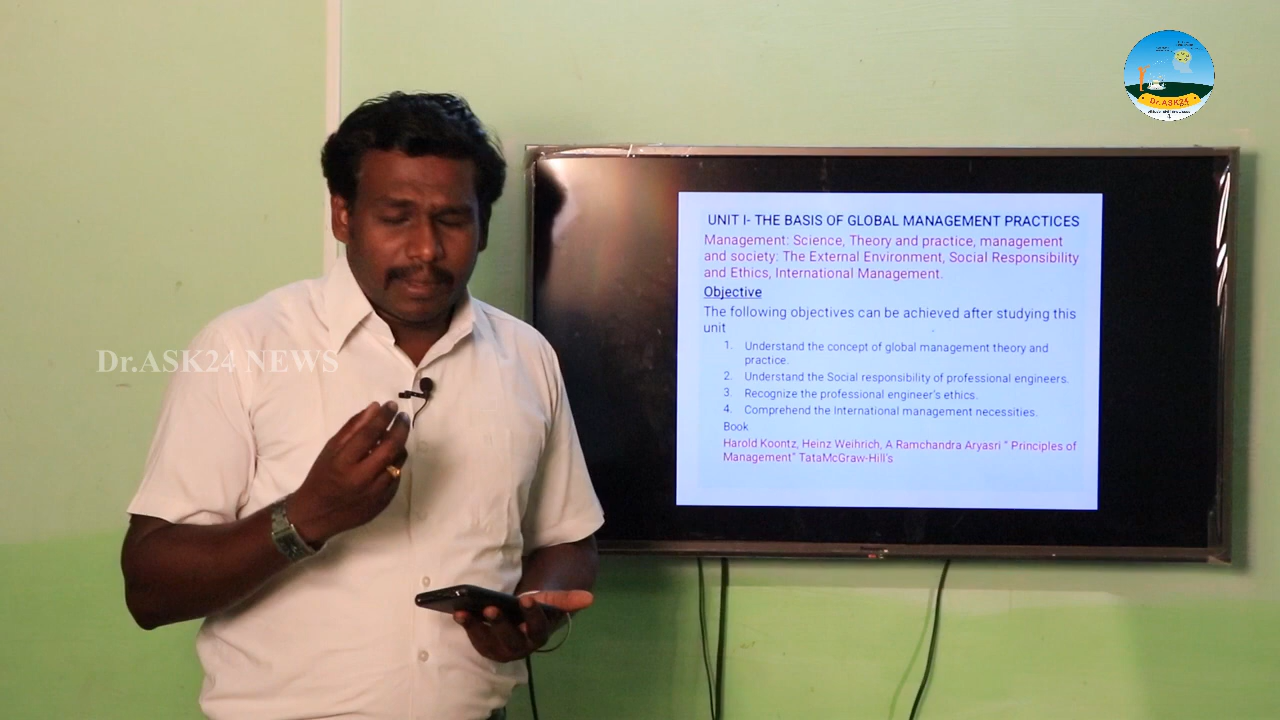 Dr.ASK24
UNIT I- THE BASIS OF GLOBAL MANAGEMENT PRACTICES
Management: Science, Theory and practice, management
and society: The External Environment, Social Responsibility
and Ethics, International Management.
Objective
The following objectives can be achieved after studying this
unit
1. Understand the concept of global management theory and
practice.
2. Understand the Social responsibility of professional engineers.
3. Recognize the professional engineer's ethics.
4. Comprehend the International management necessities.
Book
Harold Koontz, Heinz Weihrich, A Ramchandra Aryasri " Principles of
Management" TataMcGraw-Hill's
Dr.ASK24 NEWS